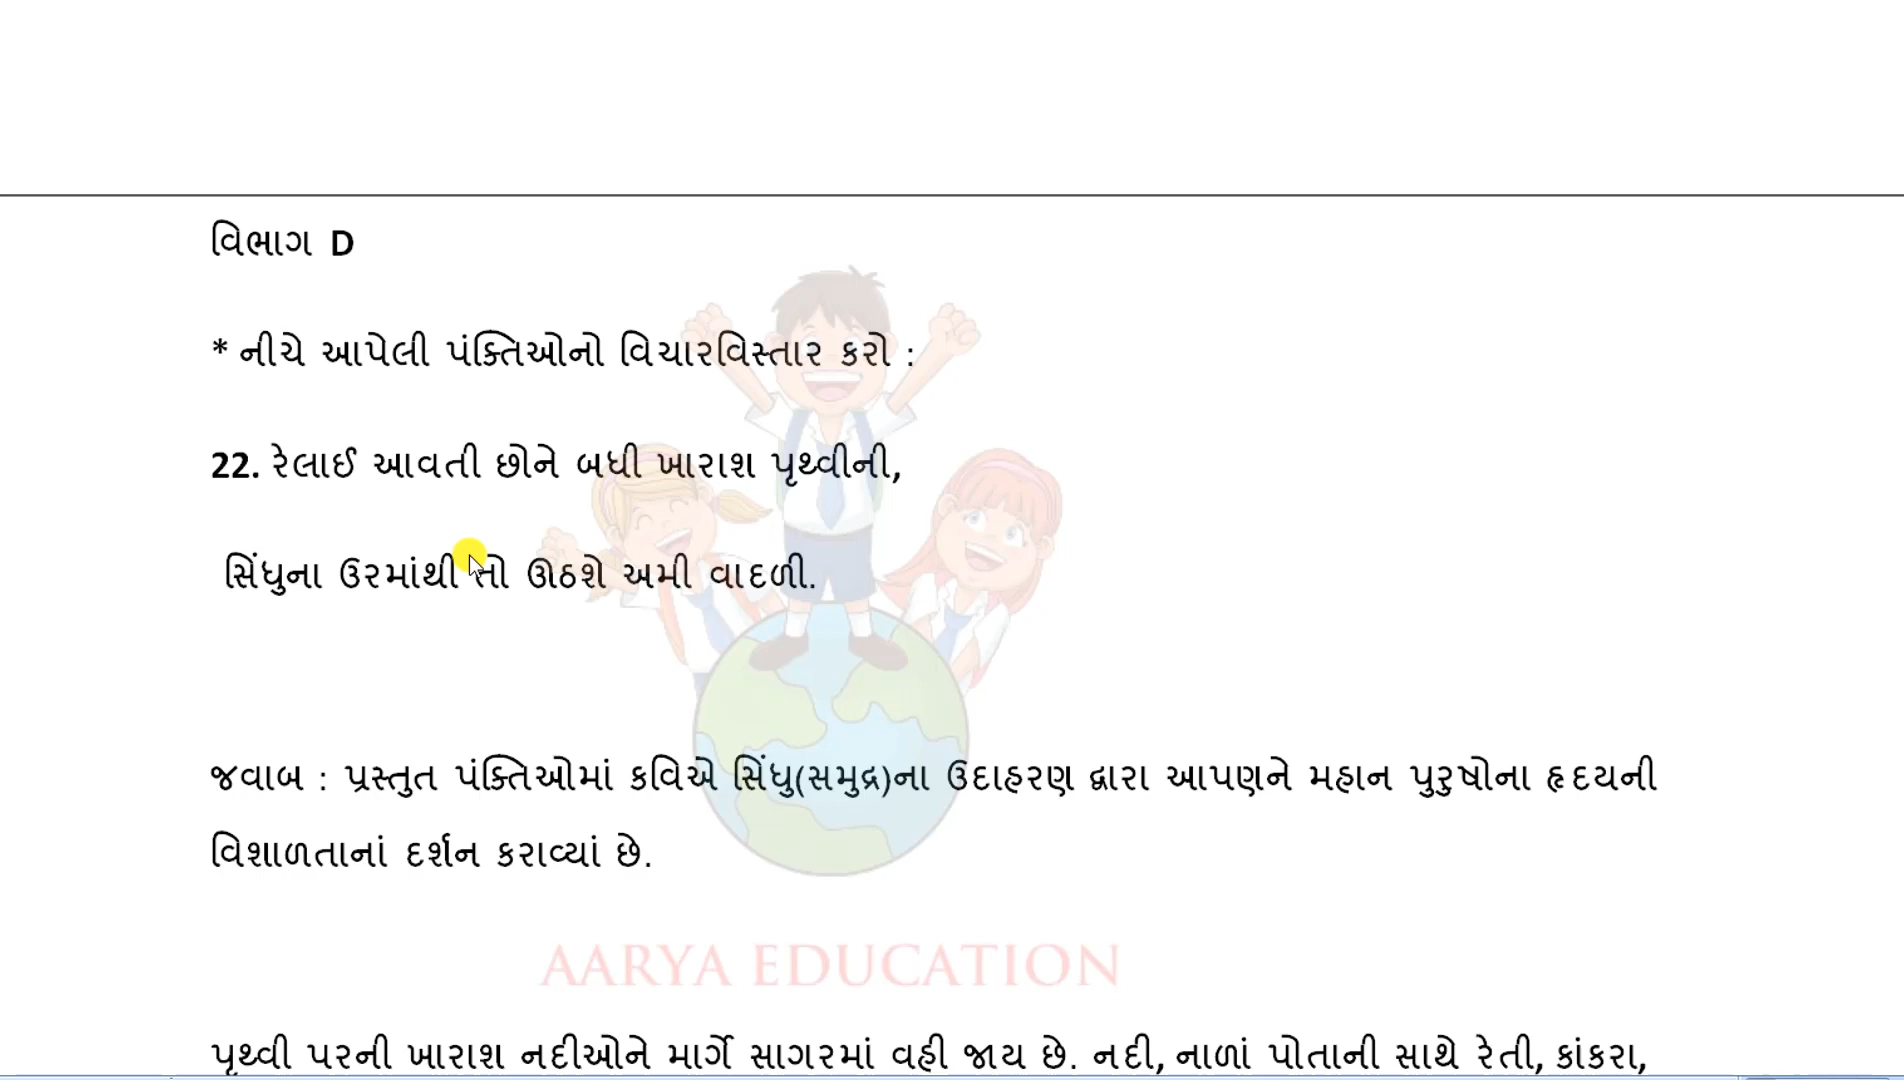 વિભાગ D
* નીચે આપેલી પંક્તિઓનો વિચારવિસ્તાર કરો :
22. રેલાઈ આવતી છોને બધી ખારાશ પૃથ્વીની,
સિંધુના ઉરમાંથી તો ઊઠશે અમી વાદળી.
જવાબ : પ્રસ્તુત પંક્તિઓમાં કવિએ સિંધુ(સમુદ્ર)ના ઉદાહરણ દ્વારા આપણને મહાન પુરુષોના હૃદયની
વિશાળતાનાં દર્શન કરાવ્યાં છે.
AARYA EDUCATION
પૃથ્વી પરની ખારાશ નદીઓને માર્ગે સાગરમાં વહી જાય છે. નદી, નાળાં પોતાની સાથે રેતી, કાંકરા,